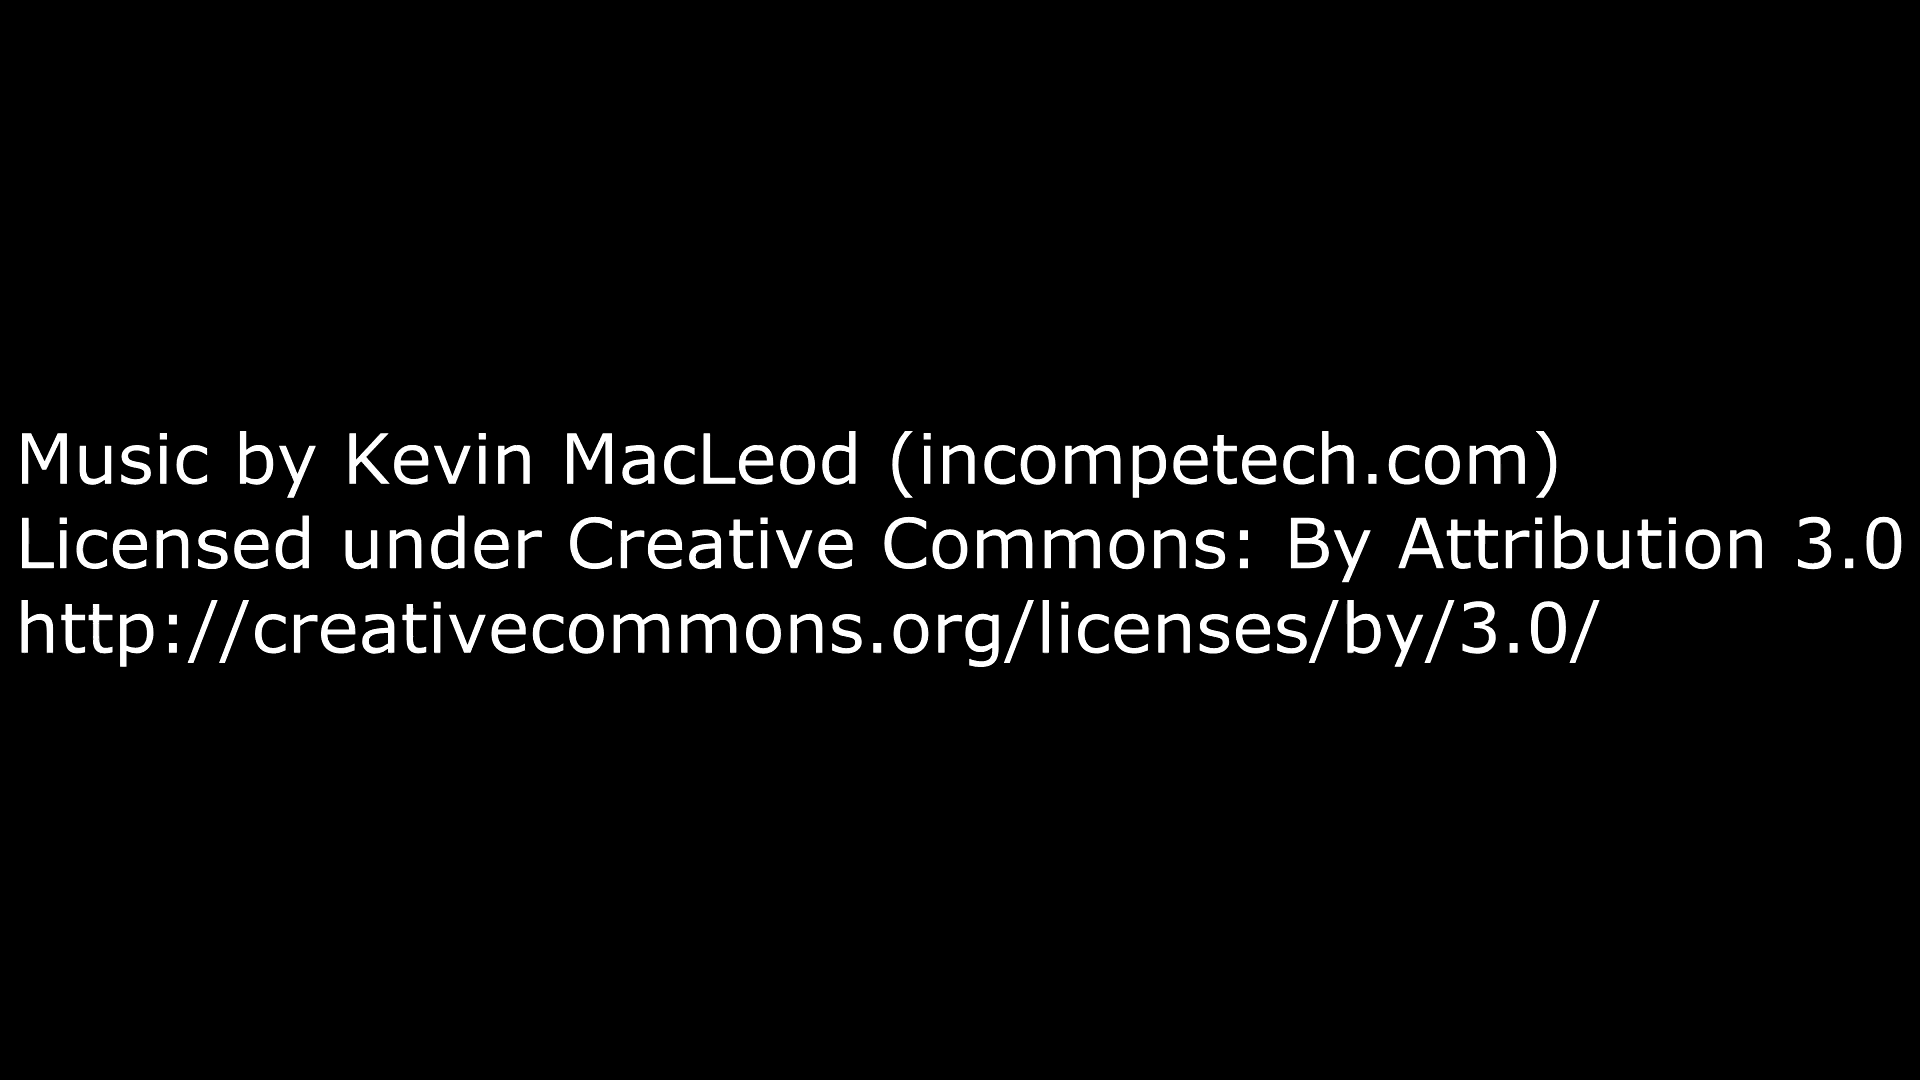 Music by Kevin MacLeod (incompetech.com)
Licensed under Creative Commons: By Attribution 3.0
http://creativecommons.org/licenses/by/3.0/